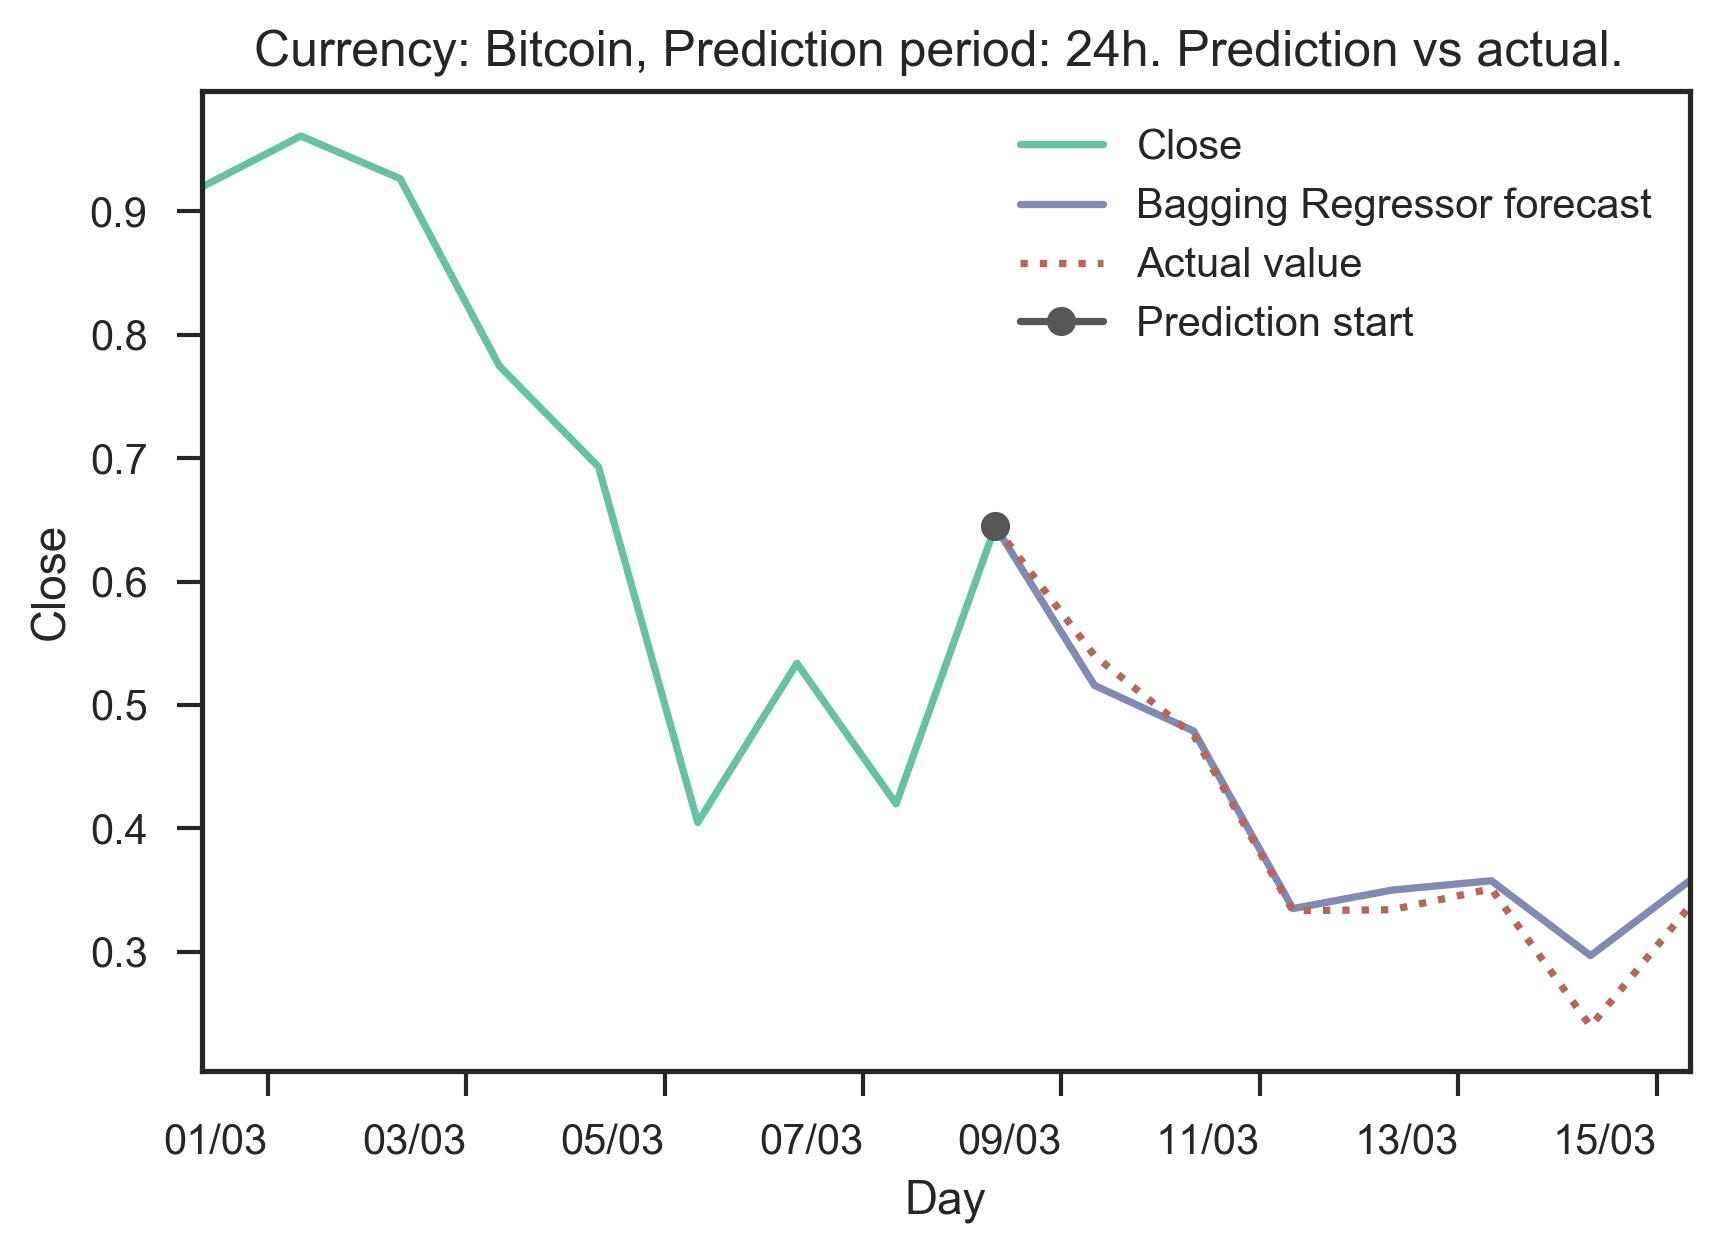 Currency: Bitcoin, Prediction period: 24h. Prediction vs actual.
Close
Bagging Regressor forecast
Actual value
Prediction start
0.9
0.8
0.7
0.6
0.5
0.4
0.3
Close
01/03 03/03 05/03 07/03 09/03 11/03 13/03 15/03
Day